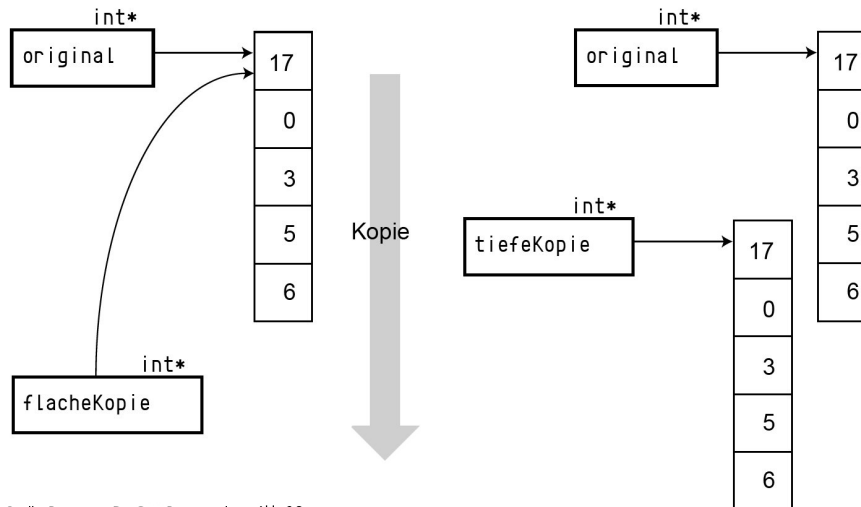 int*
original
17
0
3
5
6
int*
flacheKopie
Kopie
int*
original
17
0
3
5
6
int*
tiefeKopie
17
0
3
5
6